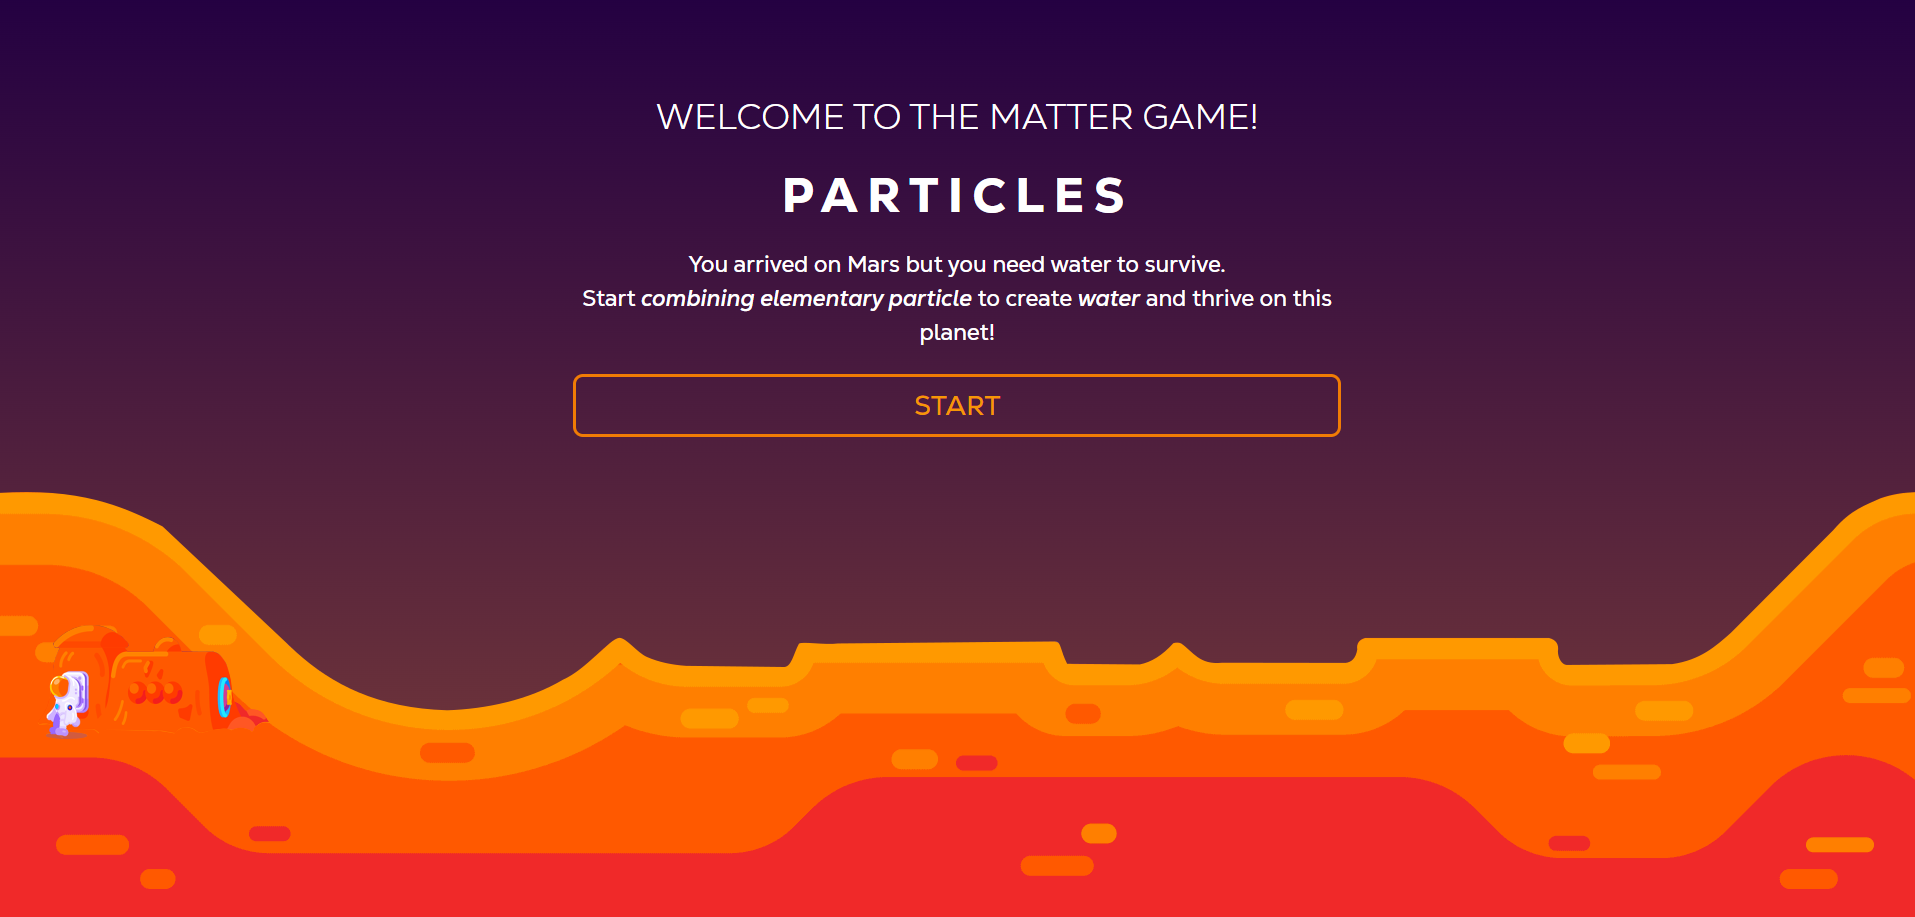 WELCOME TO THE MATTER GAME!
PARTICLES
You arrived on Mars but you need water to survive.
Start combining elementary particle to create water and thrive on this
planet!
START